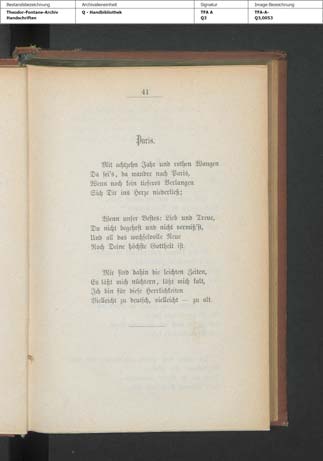 Bestandsbezeichnung Archivalieneinheit Signatur Image Bezeichnung
Theodor-Fontane-Archiv Q - Handbibliothek TFA A TFA-A-
Handschriften Q3 Q3,0053
41
Paris.
Mit achtzehn Jahr und rothen Wangen
Da sei's, da wandre nach Paris,
Wenn noch kein tieferes Verlangen
Sich Dir ins Herze niederließ;
Wenn unser Bestes: Lieb und Treue,
Du nicht begehrst und nicht vermiß'st,
Und all das wechselvolle Neue
Noch Deine höchste Gottheit ist.
Mir sind dahin die leichten Zeiten,
Es läßt mich nüchtern, läßt mich kalt,
Ich bin für diese Herrlichkeiten
Vielleicht zu deutsch, vielleicht — zu alt.